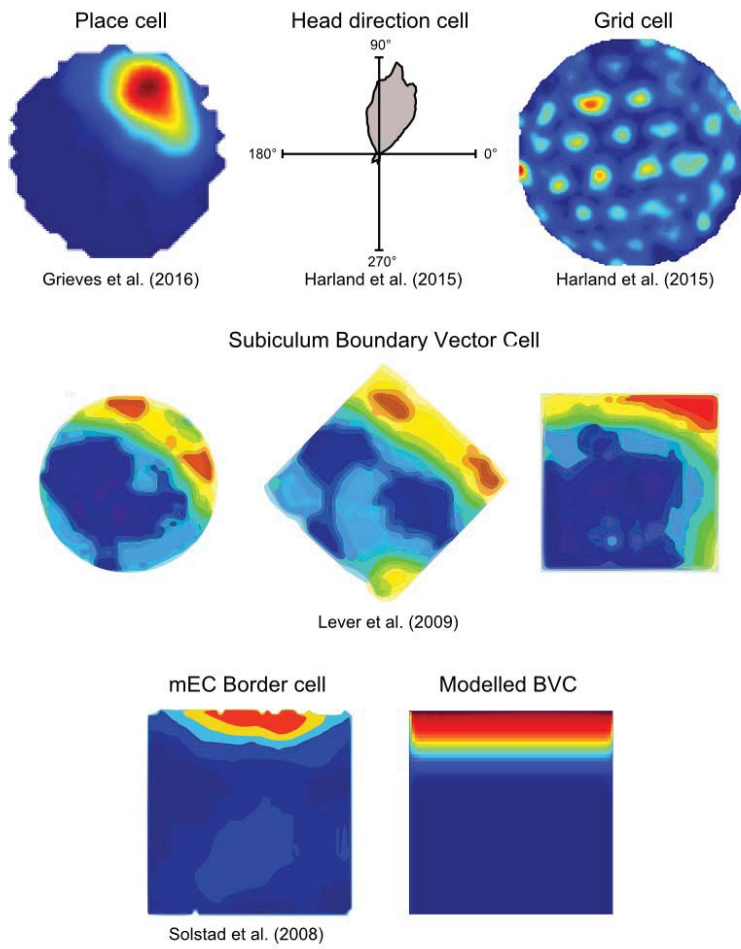 Place cell
Head direction cell
Grid cell
90°
180°
0°
270°
Grieves et al. (2016)
Harland et al. (2015)
Harland et al. (2015)
Subiculum Boundary Vector Cell
Lever et al. (2009)
mEC Border cell
Modelled BVC
Solstad et al. (2008)